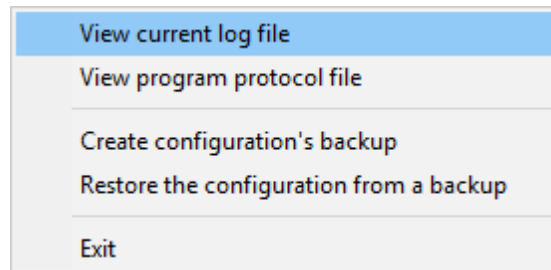 View current log file
View program protocol file
Create configuration's backup
Restore the configuration from a backup
Exit